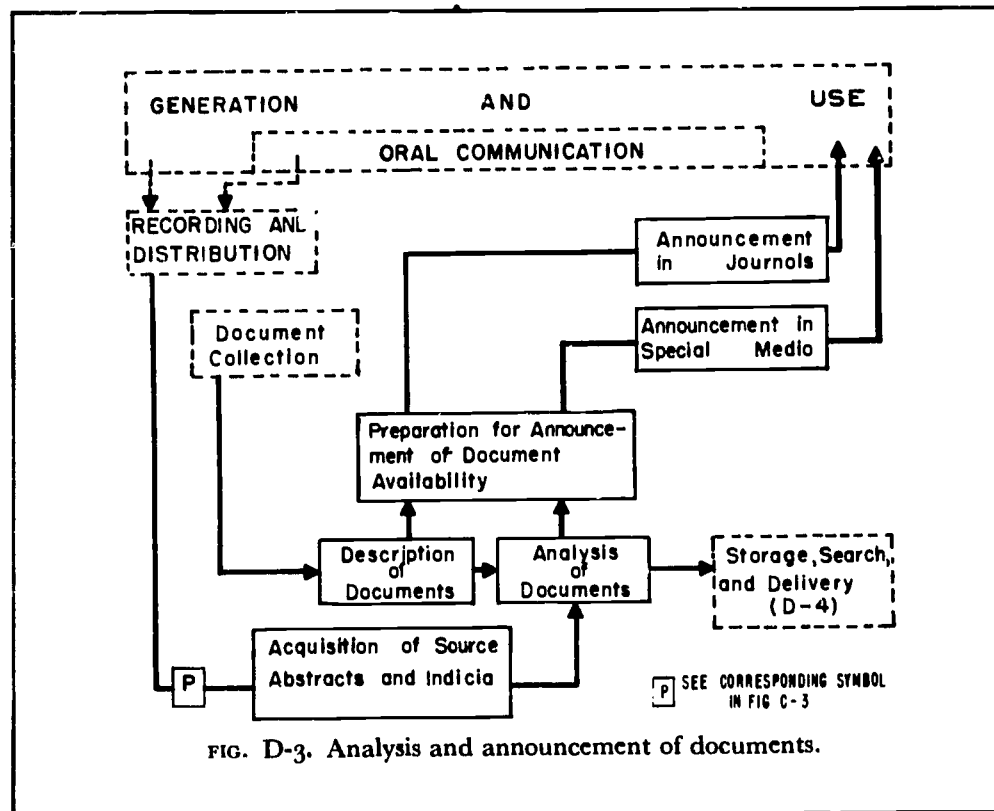 GENERATION AND USE
ORAL COMMUNICATION
RECORDING ANL
DISTRIBUTION
Announcement
in Journols
Document
Collection
Announcement in
Special Medio
Preparation for Announce-
ment of Document
Availability
Description
of
Documents
Analysis
of
Documents
Storage, Search,
and Delivery
(D-4)
Acquisition of Source
Abstracts and Indicia
P
P SEE CORRESPONDING SYMBOL
IN FIG C-3
FIG. D-3. Analysis and announcement of documents.